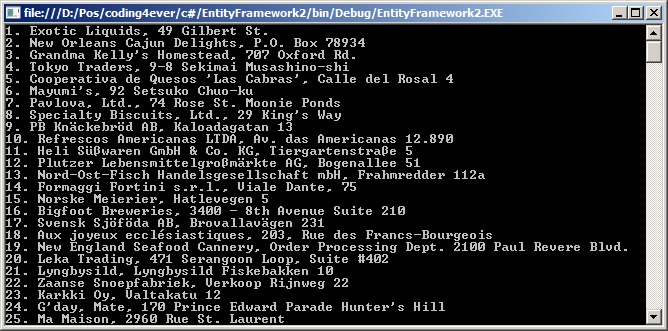 file:///D:/Pos/coding4ever/c#/EntityFramework2/bin/Debug/EntityFramework2.EXE
1. Exotic Liquids, 49 Gilbert St.
2. New Orleans Cajun Delights, P.O. Box 78934
3. Grandma Kelly's Homestead, 707 Oxford Rd.
4. Tokyo Traders, 9-8 Sekimai Musashino-shi
5. Cooperativa de Quesos 'Las Cabras', Calle del Rosal 4
6. Mayumi's, 92 Setsuko Chuo-ku
7. Pavlova, Ltd., 74 Rose St. Moonie Ponds
8. Specialty Biscuits, Ltd., 29 King's Way
9. PB Knäckebröd AB, Kaloadagatan 13
10. Refrescos Americanas LTDA, Av. das Americanas 12.890
11. Heli Süßwaren GmbH & Co. KG, Tiergartenstraße 5
12. Plutzer Lebensmittelgroßmärkte AG, Bogenallee 51
13. Nord-Ost-Fisch Handelsgesellschaft mbH, Frahmredder 112a
14. Formaggi Fortini s.r.l., Viale Dante, 75
15. Norske Meierier, Hatlevegen 5
16. Bigfoot Breweries, 3400 - 8th Avenue Suite 210
17. Svensk Sjöföda AB, Brovallavägen 231
18. Aux joyeux ecclésiastiques, 203, Rue des Francs-Bourgeois
19. New England Seafood Cannery, Order Processing Dept. 2100 Paul Revere Blvd.
20. Leka Trading, 471 Serangoon Loop, Suite #402
21. Lyngbysild, Lyngbysild Fiskebakken 10
22. Zaanse Snoepfabriek, Verkoop Rijnweg 22
23. Karkki Oy, Valtakatu 12
24. G'day, Mate, 170 Prince Edward Parade Hunter's Hill
25. Ma Maison, 2960 Rue St. Laurent